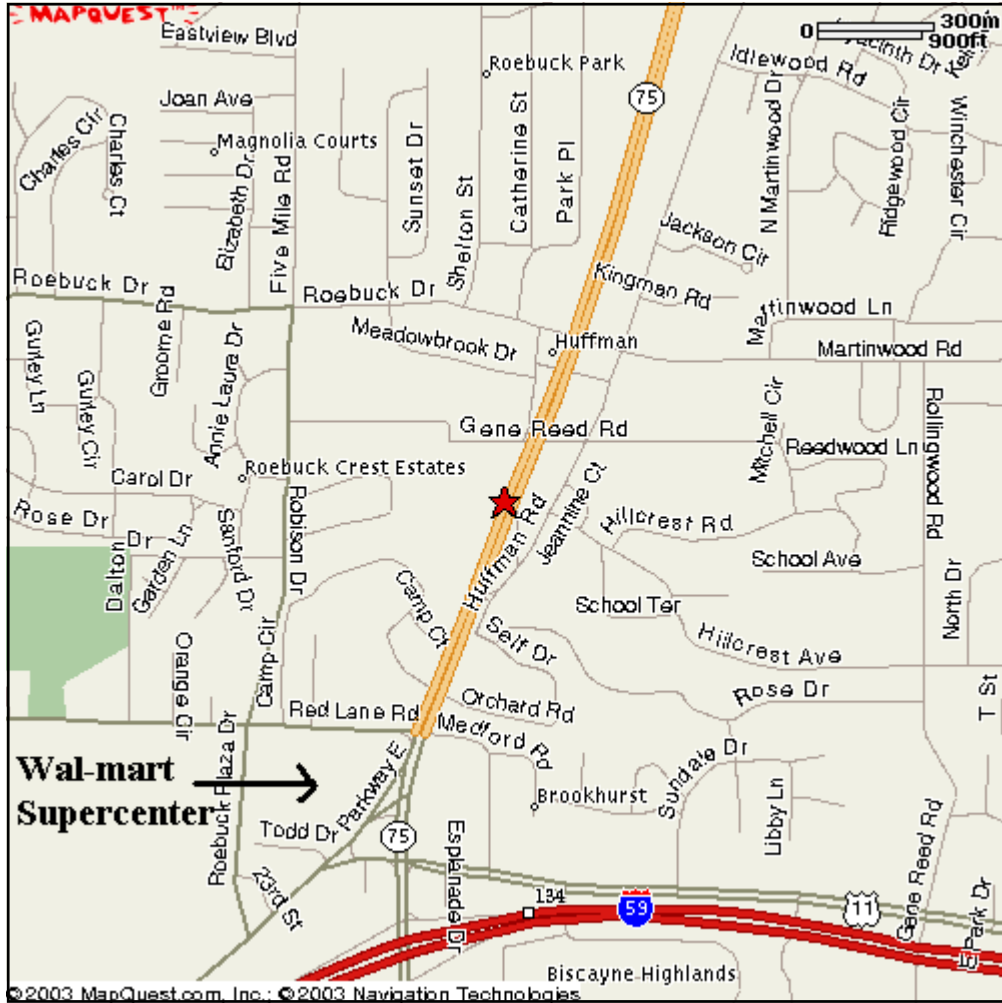 MAPQUEST
0 300m
900ft
Eastview Blvd
Roebuck Park
75
Idlewood Rd
Joan Ave
Magnolia Courts
Charles Cir
Charles Ct
Elizabeth Dr
Five Mile Rd
Sunset Dr
Shelton St
Catherine St
Park Pl
N Martinwood Dr
Ridgewood Cir
Winchester Cir
Jackson Cir
Kingman Rd
Roebuck Dr
Roebuck Dr
Martinwood Ln
Martinwood Rd
Meadowbrook Dr
Huffman
Gurley Ln
Gurley Cir
Groome Rd
Annie Laura Dr
Gene Reed Rd
Mitchell Cir
Reedwood Ln
Rollingwood Rd
Carol Dr
Roebuck Crest Estates
Rose Dr
Dr
Dalton
Garden Ln
Sanford Dr
Robison Dr
Huffman Rd
Jeannine Ct
Hillcrest Rd
School Ave
School Ter
North Dr
Camp Ct
Self Dr
Hillcrest Ave
Rose Dr
T St
Orange Cir
Camp Cir
Red Lane Rd
Orchard Rd
Medford Rd
Wal-mart
Supercenter
Roebuck Plaza Dr
Parkway E
Todd Dr
75
Brookhurst
Sundale Dr
Libby Ln
Gene Reed Rd
23rd St
Esplanade Dr
134
59
11
E Park Dr
Biscayne Highlands
© 2003 MapQuest.com, Inc.; © 2003 Navigation Technologies